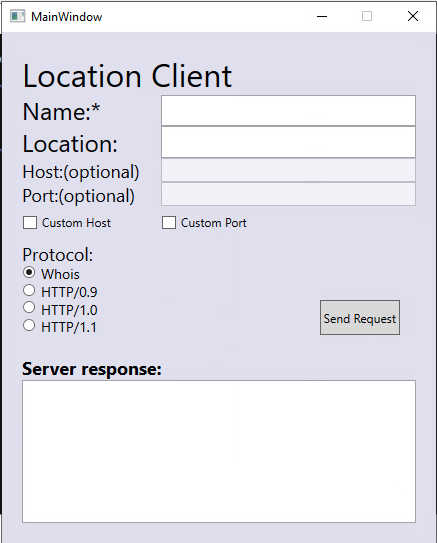 MainWindow
Location Client
Name:*
Location:
Host:(optional)
Port:(optional)
Custom Host Custom Port
Protocol:
Whois
HTTP/0.9
HTTP/1.0
HTTP/1.1
Send Request
Server response: